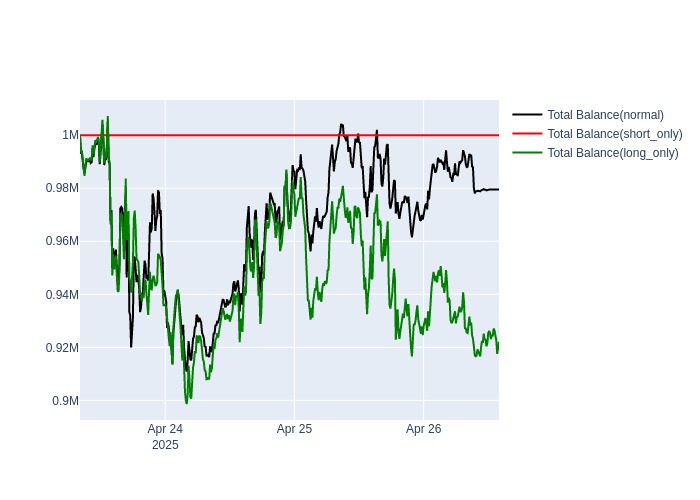 Total Balance(normal)
Total Balance(short_only)
Total Balance(long_only)
1M
0.98M
0.96M
0.94M
0.92M
0.9M
Apr 24
2025
Apr 25
Apr 26